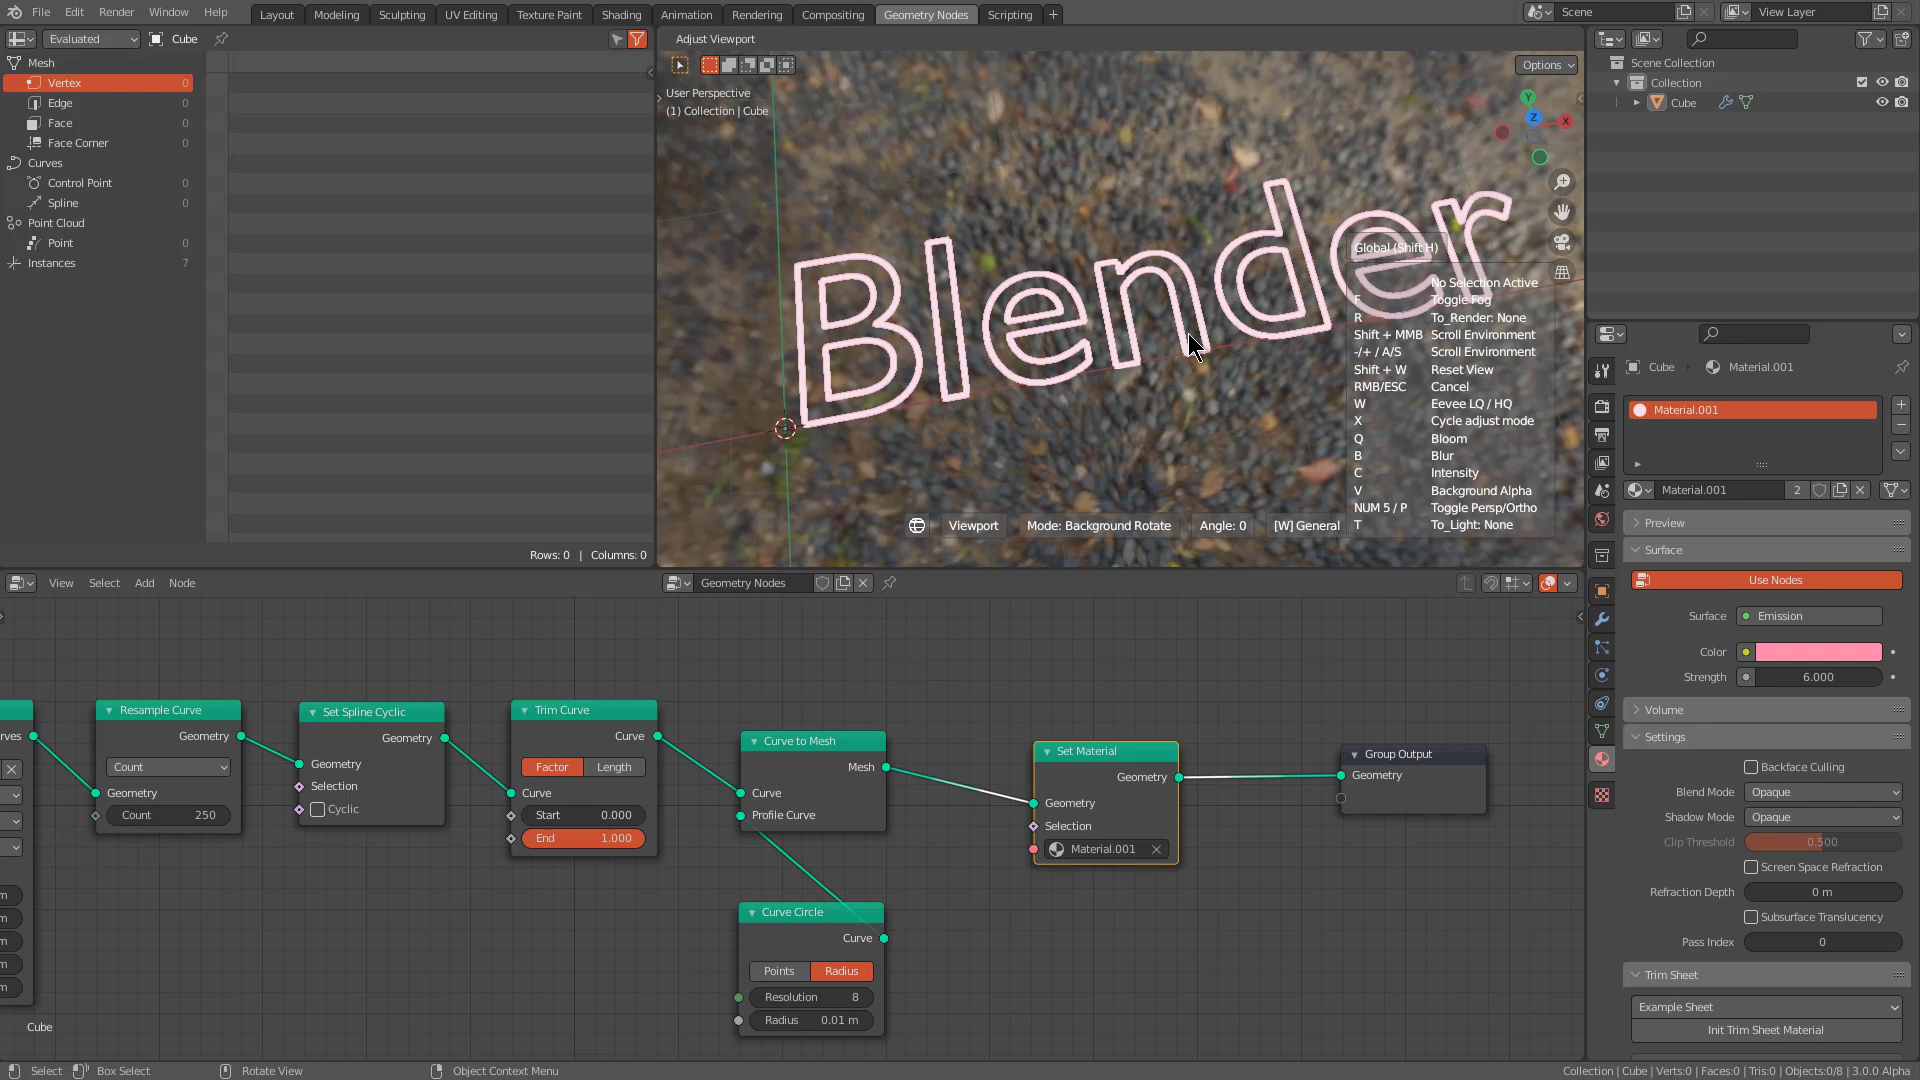 File Edit Render Window Help
Layout Modeling Sculpting UV Editing Texture Paint Shading Animation Rendering Compositing Geometry Nodes Scripting +
Scene
View Layer
Evaluated Cube
Mesh
Vertex 0
Edge 0
Face 0
Face Corner 0
Curves
Control Point 0
Spline 0
Point Cloud
Point 0
Instances 7
Rows: 0 | Columns: 0
Adjust Viewport
Options
User Perspective
(1) Collection | Cube
Y
Z
X
Blender
Global (Shift H)
No Selection Active
F Toggle Fog
R To_Render: None
Shift + MMB Scroll Environment
-/+ / A/S Scroll Environment
Shift + W Reset View
RMB/ESC Cancel
W Eevee LQ / HQ
X Cycle adjust mode
Q Bloom
B Blur
C Intensity
V Background Alpha
NUM 5 / P Toggle Persp/Ortho
T To_Light: None
Viewport Mode: Background Rotate Angle: 0 [W] General
Scene Collection
Collection
Cube
Cube Material.001
Material.001
Material.001 2
Preview
Surface
Use Nodes
Surface Emission
Color
Strength 6.000
Volume
Settings
Backface Culling
Blend Mode Opaque
Shadow Mode Opaque
Clip Threshold 0.500
Screen Space Refraction
Refraction Depth 0 m
Subsurface Translucency
Pass Index 0
Trim Sheet
Example Sheet
Init Trim Sheet Material
View Select Add Node
Geometry Nodes
rves
m
m
m
m
m
Resample Curve
Geometry
Count
Geometry
Count 250
Set Spline Cyclic
Geometry
Geometry
Selection
Cyclic
Trim Curve
Curve
Factor Length
Curve
Start 0.000
End 1.000
Curve to Mesh
Mesh
Curve
Profile Curve
Curve Circle
Curve
Points Radius
Resolution 8
Radius 0.01 m
Set Material
Geometry
Geometry
Selection
Material.001
Group Output
Geometry
Cube
Select Box Select Rotate View Object Context Menu
Collection | Cube | Verts:0 | Faces:0 | Tris:0 | Objects:0/8 | 3.0.0 Alpha